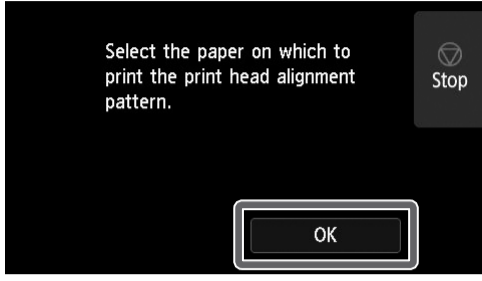 Select the paper on which to
print the print head alignment
pattern.
Stop
OK